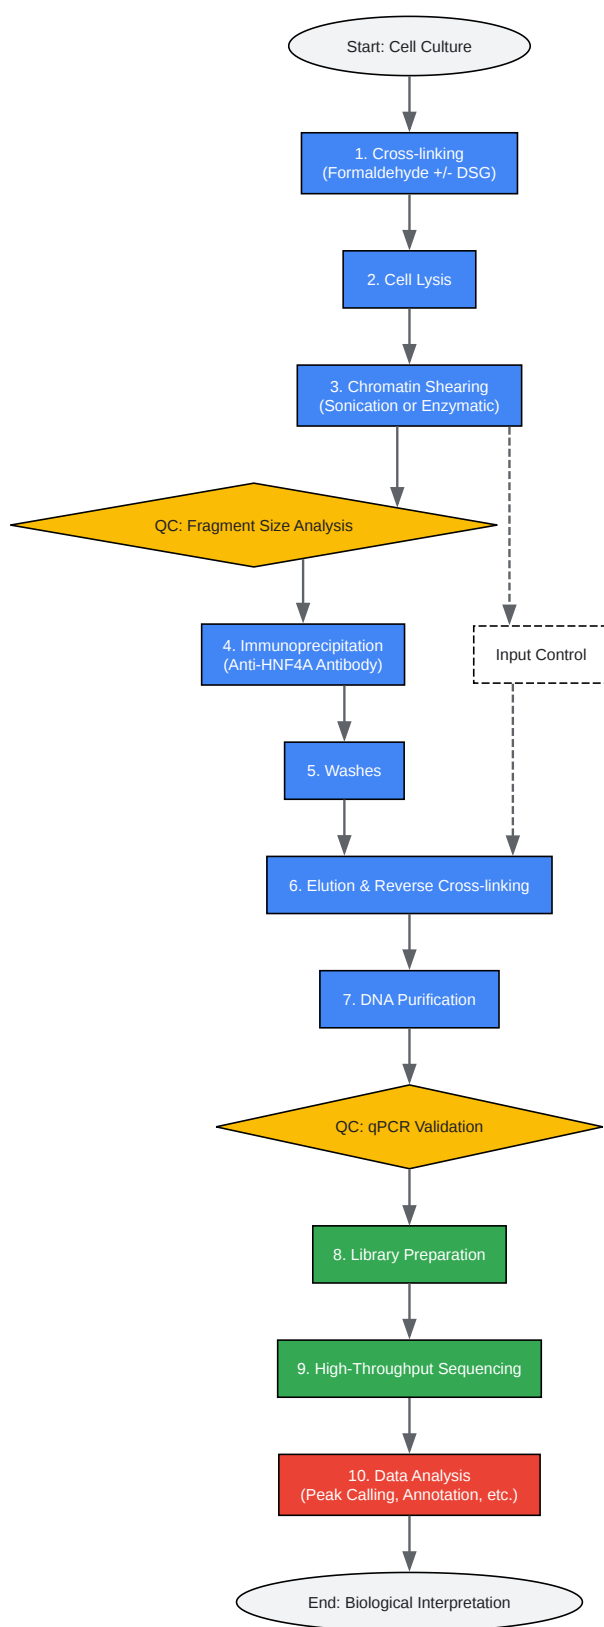 Start: Cell Culture
1. Cross-linking
(Formaldehyde +/- DSG)
2. Cell Lysis
3. Chromatin Shearing
(Sonication or Enzymatic)
QC: Fragment Size Analysis
4. Immunoprecipitation
(Anti-HNF4A Antibody)
Input Control
5. Washes
6. Elution & Reverse Cross-linking
7. DNA Purification
QC: qPCR Validation
8. Library Preparation
9. High-Throughput Sequencing
10. Data Analysis
(Peak Calling, Annotation, etc.)
End: Biological Interpretation